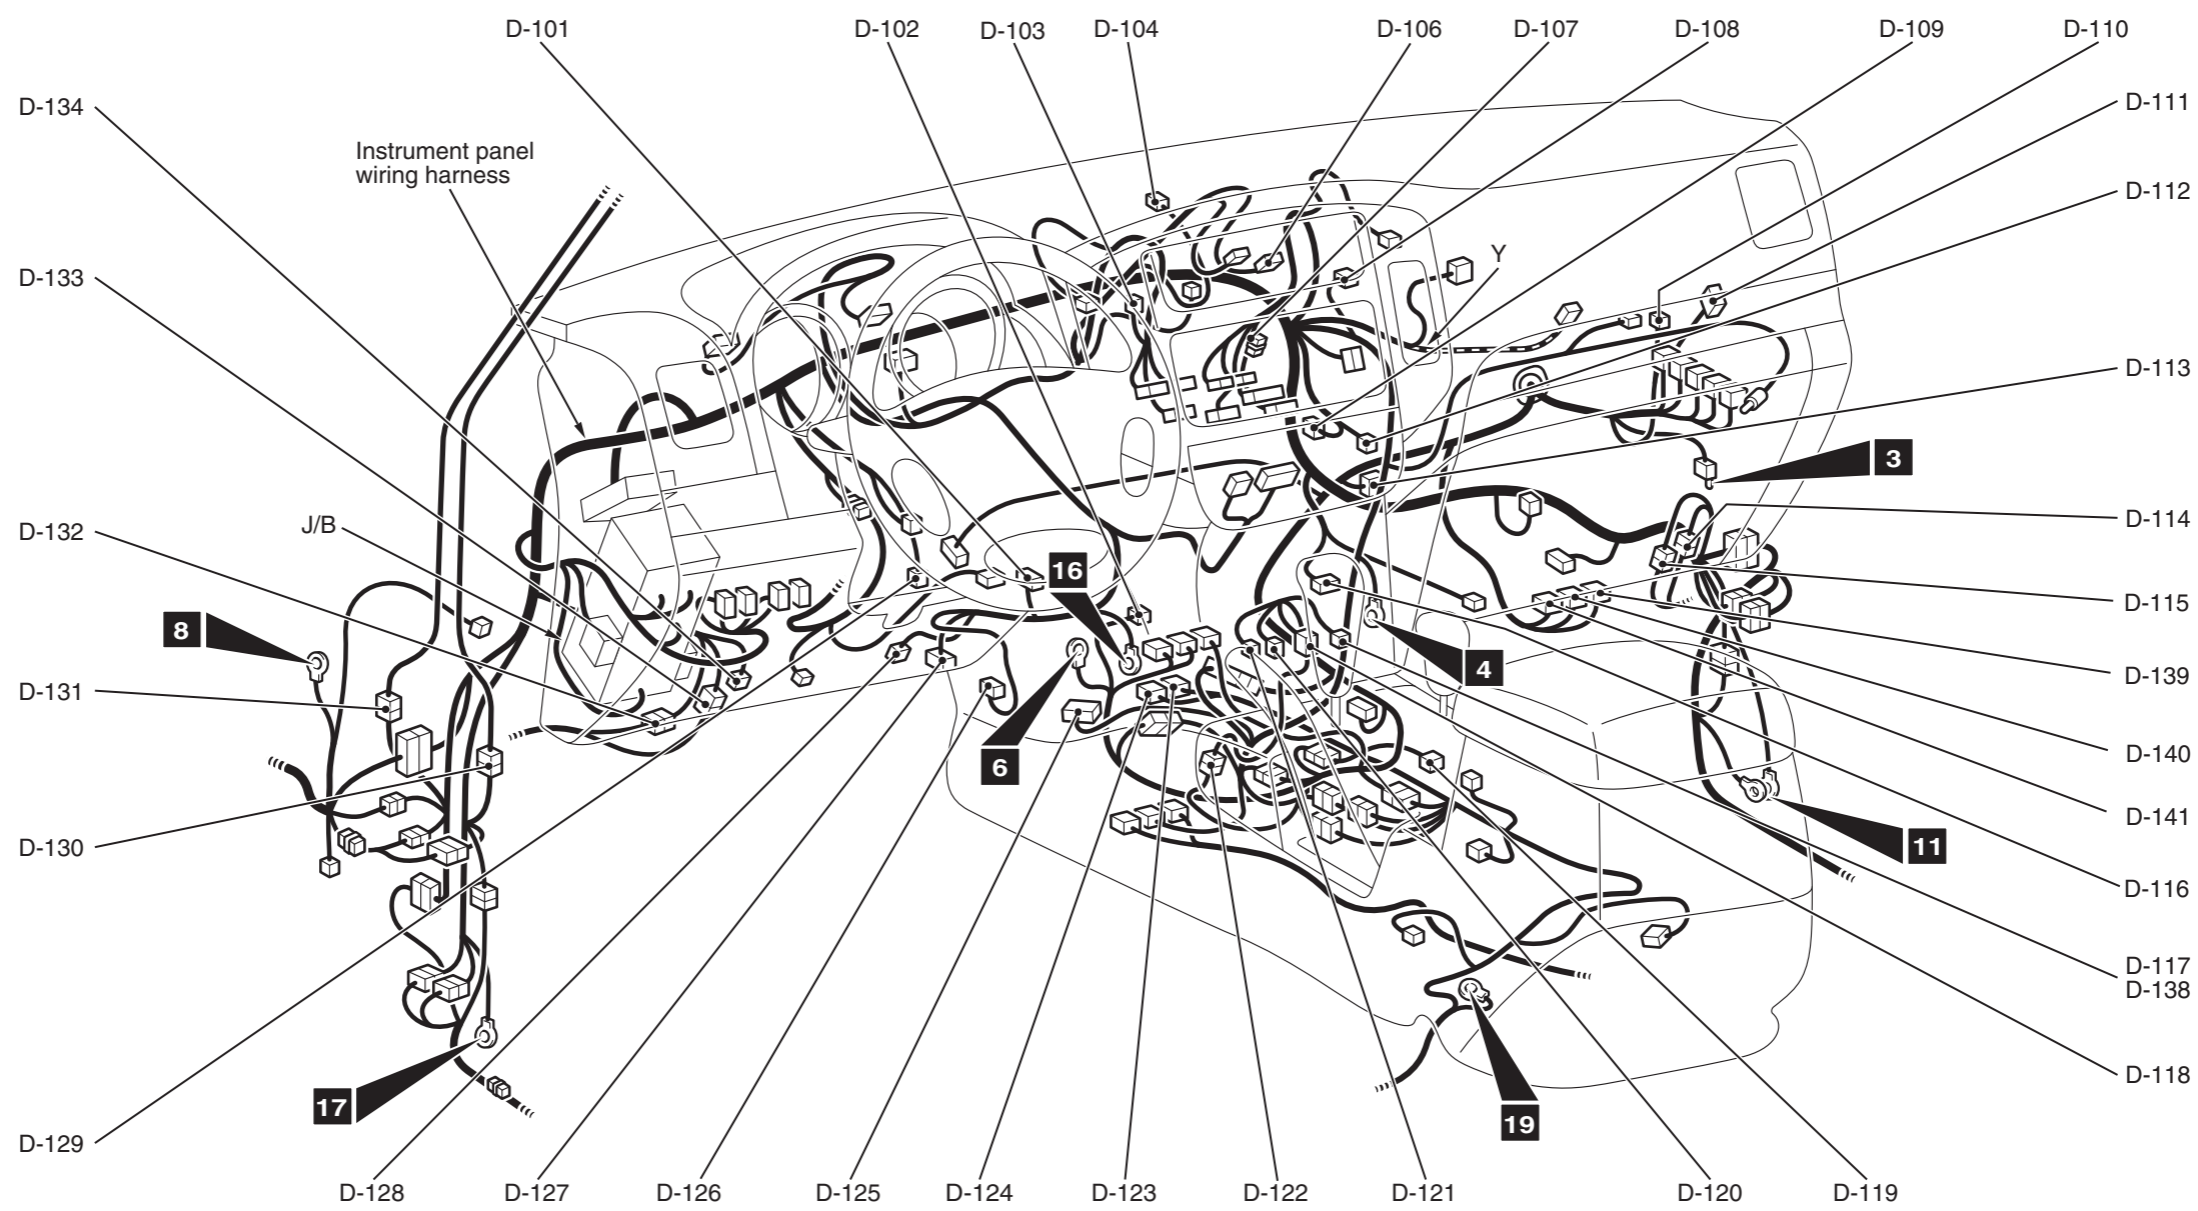 D-101
D-102
D-103
D-104
D-106
D-107
D-108
D-109
D-110
D-134
D-111
Instrument panel
wiring harness
D-112
Y
D-133
D-113
3
D-132
J/B
D-114
16
D-115
8
4
D-139
D-131
D-140
6
D-141
D-130
11
D-116
D-117
D-138
D-118
17
19
D-129
D-128
D-127
D-126
D-125
D-124
D-123
D-122
D-121
D-120
D-119